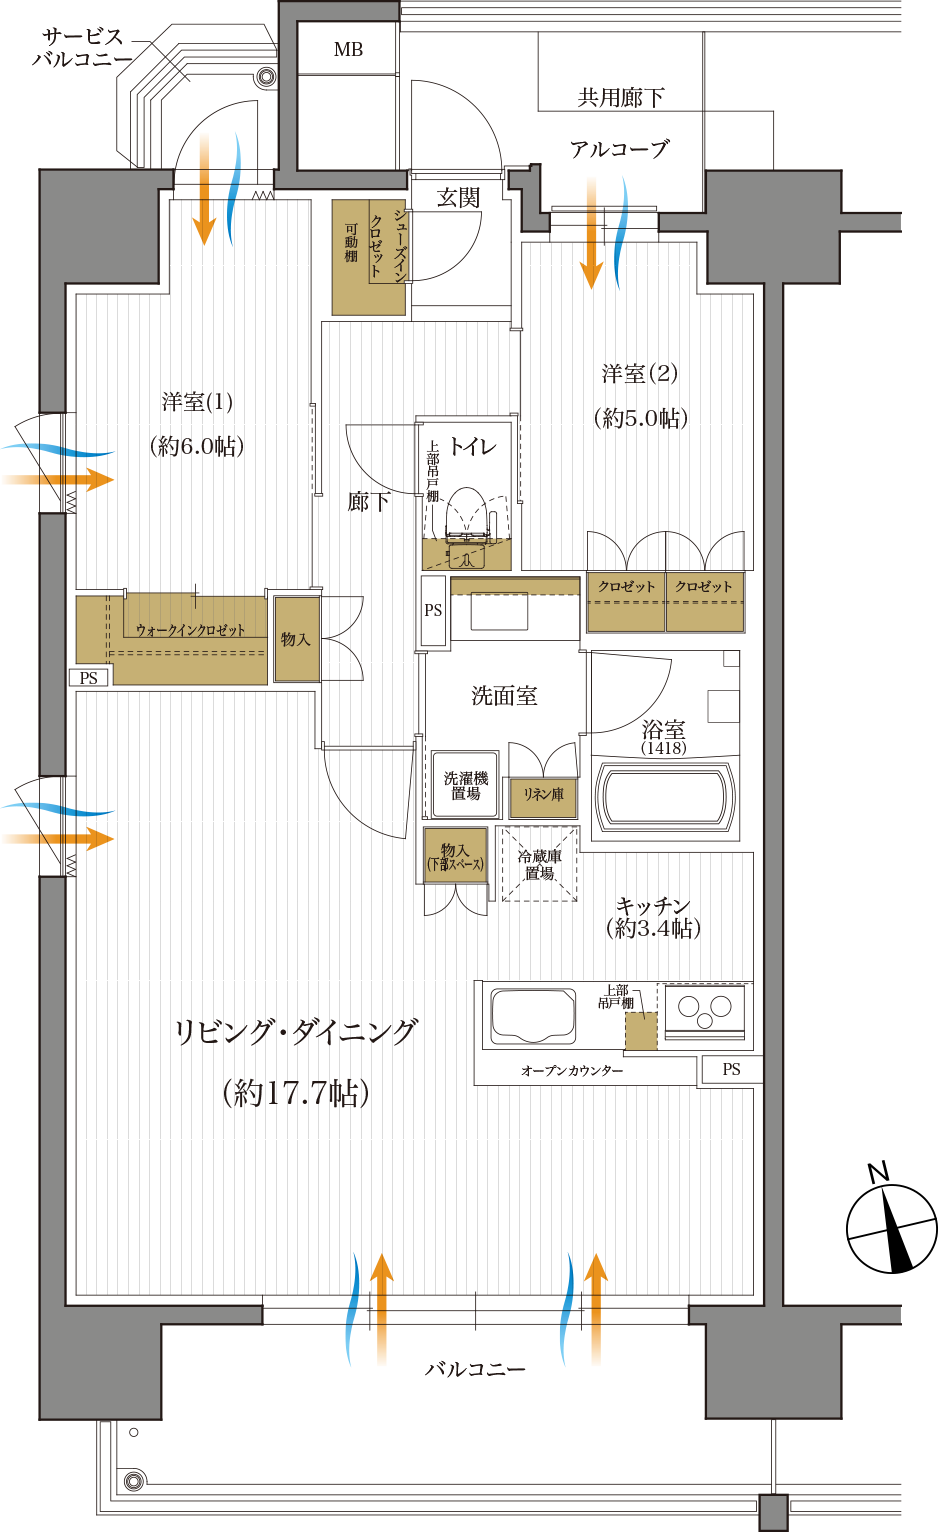 サービス
バルコニー
MB
共用廊下
アルコーブ
玄関
シューズイン
クロゼット
可動棚
洋室(1)
(約6.0帖)
洋室(2)
(約5.0帖)
上部吊戸棚
トイレ
廊下
クロゼット
クロゼット
PS
ウォークインクロゼット
物入
PS
洗面室
浴室
(1418)
洗濯機
置場
リネン庫
物入
(下部スペース)
冷蔵庫
置場
キッチン
(約3.4帖)
上部
吊戸棚
リビング・ダイニング
(約17.7帖)
オープンカウンター
PS
N
バルコニー